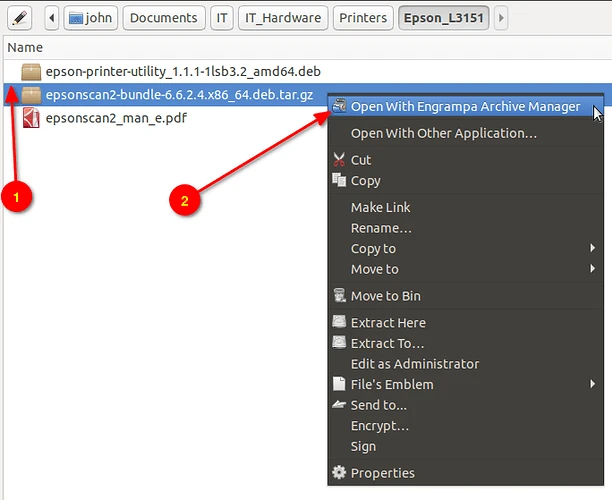 john Documents IT IT_Hardware Printers Epson_L3151
Name
epson-printer-utility_1.1.1-1lsb3.2_amd64.deb
epsonscan2-bundle-6.6.2.4.x86_64.deb.tar.gz
epsonscan2_man_e.pdf
1
2
Open With Engrampa Archive Manager
Open With Other Application…
Cut
Copy
Make Link
Rename…
Copy to
Move to
Move to Bin
Extract Here
Extract To…
Edit as Administrator
File's Emblem
Send to...
Encrypt…
Sign
Properties